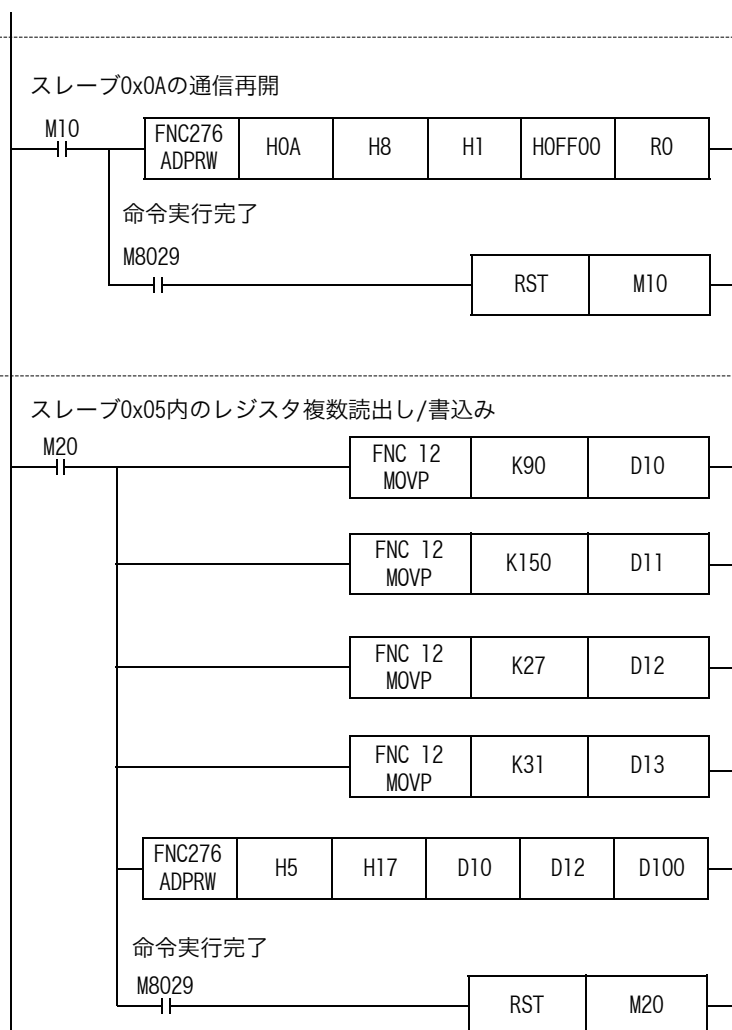 スレーブ0x0Aの通信再開
M10
FNC276 ADPRW H0A H8 H1 H0FF00 R0
命令実行完了
M8029
RST M10
スレーブ0x05内のレジスタ複数読出し/書込み
M20
FNC 12 MOVP K90 D10
FNC 12 MOVP K150 D11
FNC 12 MOVP K27 D12
FNC 12 MOVP K31 D13
FNC276 ADPRW H5 H17 D10 D12 D100
命令実行完了
M8029
RST M20